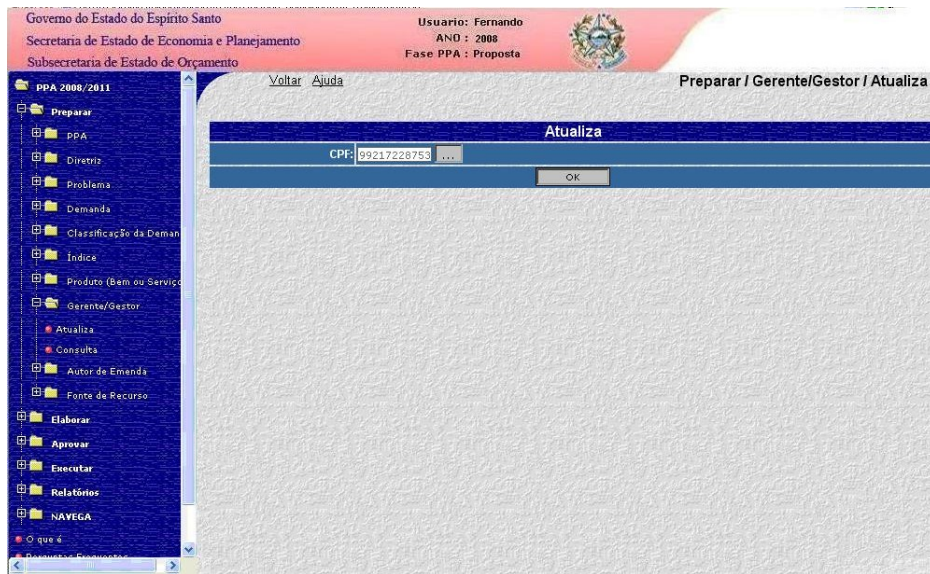 Governo do Estado do Espírito Santo
Secretaria de Estado de Economia e Planejamento
Subsecretaria de Estado de Orçamento
Usuario: Fernando
ANO : 2008
Fase PPA : Proposta
Voltar Ajuda
Preparar / Gerente/Gestor / Atualiza
PPA 2008/2011
Preparar
PPA
Diretriz
Problema
Demanda
Classificação da Deman
Índice
Produto (Bem ou Serviço
Gerente/Gestor
Atualiza
Consulta
Autor de Emenda
Fonte de Recurso
Elaborar
Aprovar
Executar
Relatórios
NAVEGA
O que é
Perguntas Frequentes
Atualiza
CPF: 99217228753 ...
OK